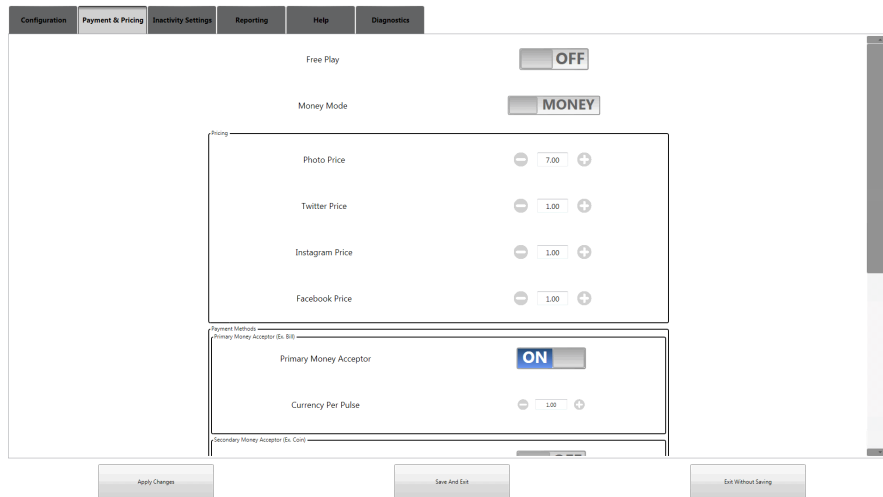 Configuration Payment & Pricing Inactivity Settings Reporting Help Diagnostics
Free Play OFF
Money Mode MONEY
Pricing
Photo Price 7.00
Twitter Price 1.00
Instagram Price 1.00
Facebook Price 1.00
Payment Methods
Primary Money Acceptor (Ex. Bill)
Primary Money Acceptor ON
Currency Per Pulse 1.00
Secondary Money Acceptor (Ex. Coin)
Apply Changes Save And Exit Exit Without Saving